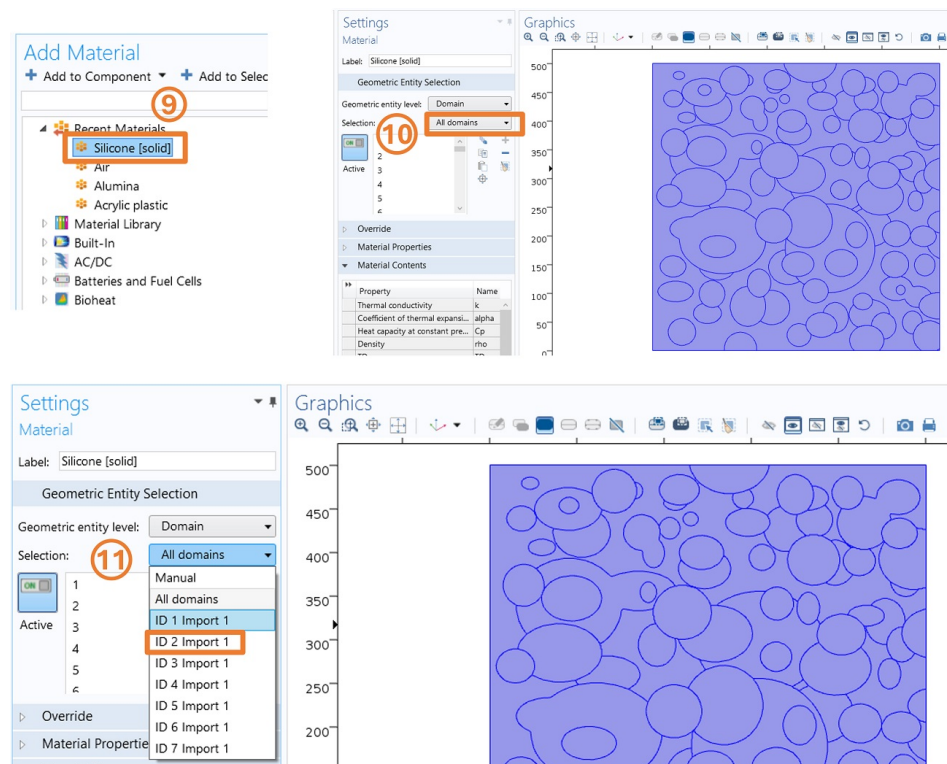 Add Material
Add to Component
Add to Selec
9
Recent Materials
Silicone [solid]
Air
Alumina
Acrylic plastic
Material Library
Built-In
AC/DC
Batteries and Fuel Cells
Bioheat
Settings
Material
Label: Silicone [solid]
Geometric Entity Selection
Geometric entity level: Domain
Selection: All domains
10
ON
Active
2
3
4
5
6
Override
Material Properties
Material Contents
Property Name
Thermal conductivity k
Coefficient of thermal expansi... alpha
Heat capacity at constant pre... Cp
Density rho
Graphics
500
450
400
350
300
250
200
150
100
50
0
Settings
Material
Label: Silicone [solid]
Geometric Entity Selection
Geometric entity level: Domain
Selection: All domains
11
ON
Active
1
2
3
4
5
6
Manual
All domains
ID 1 Import 1
ID 2 Import 1
ID 3 Import 1
ID 4 Import 1
ID 5 Import 1
ID 6 Import 1
ID 7 Import 1
Override
Material Propertie
Graphics
500
450
400
350
300
250
200